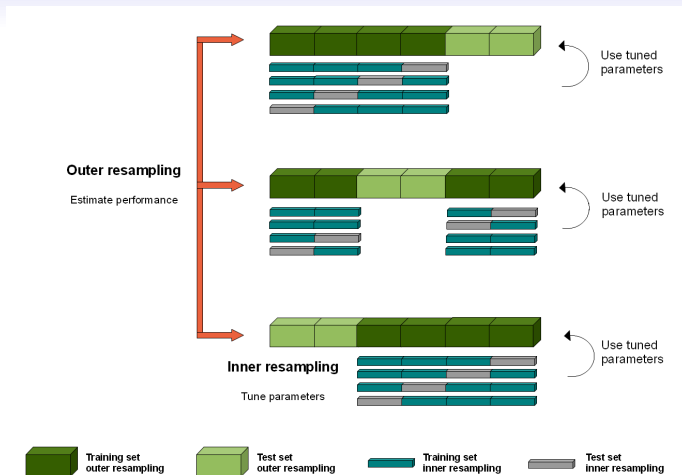 Use tuned
parameters
Outer resampling
Estimate performance
Use tuned
parameters
Use tuned
parameters
Inner resampling
Tune parameters
Training set
outer resampling
Test set
outer resampling
Training set
inner resampling
Test set
inner resampling